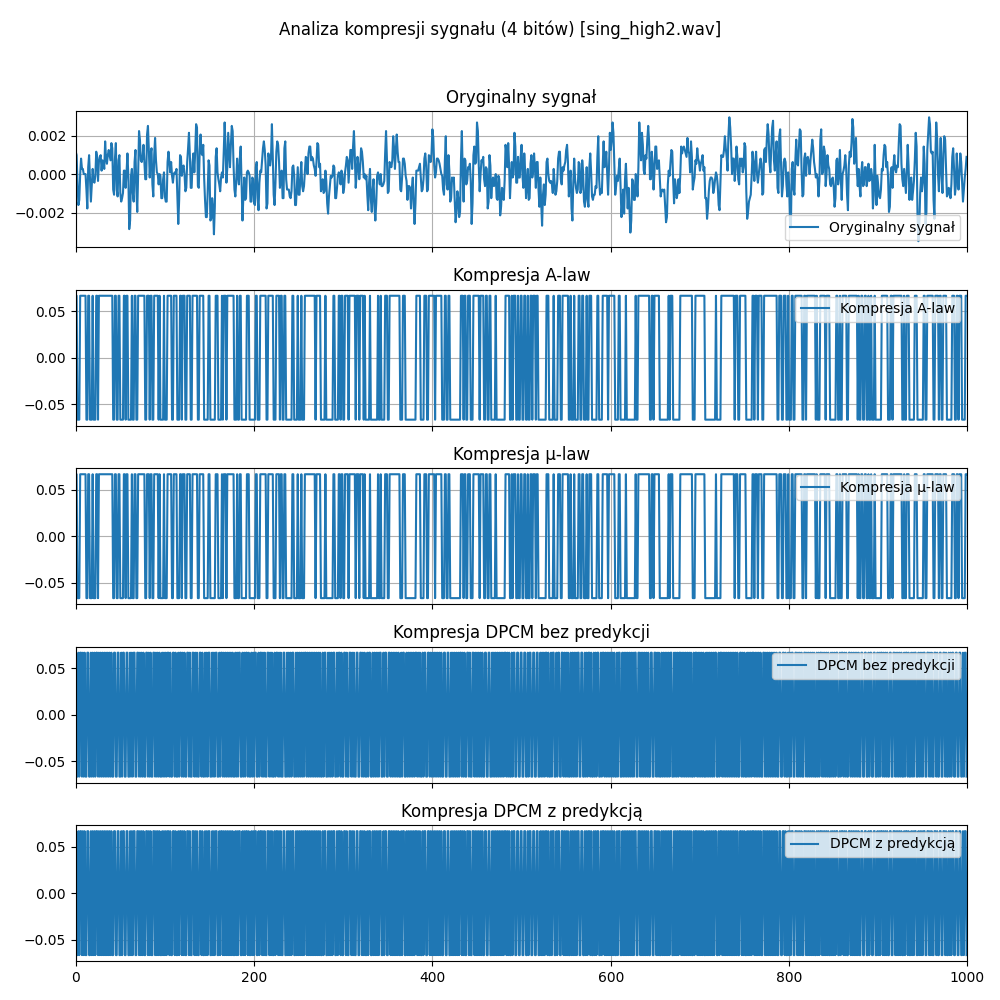 Analiza kompresji sygnału (4 bitów) [sing_high2.wav]
Oryginalny sygnał
0.002
0.000
−0.002
Oryginalny sygnał
Kompresja A-law
0.05
0.00
−0.05
Kompresja A-law
Kompresja μ-law
0.05
0.00
−0.05
Kompresja μ-law
Kompresja DPCM bez predykcji
0.05
0.00
−0.05
DPCM bez predykcji
Kompresja DPCM z predykcją
0.05
0.00
−0.05
DPCM z predykcją
0 200 400 600 800 1000